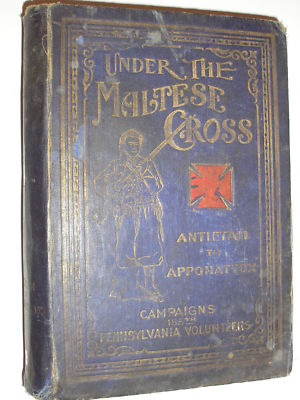 UNDER THE
MALTESE
CROSS
ANTIETAM
TO
APPOMATTOX
CAMPAIGNS
155TH
PENNSYLVANIA VOLUNTEERS